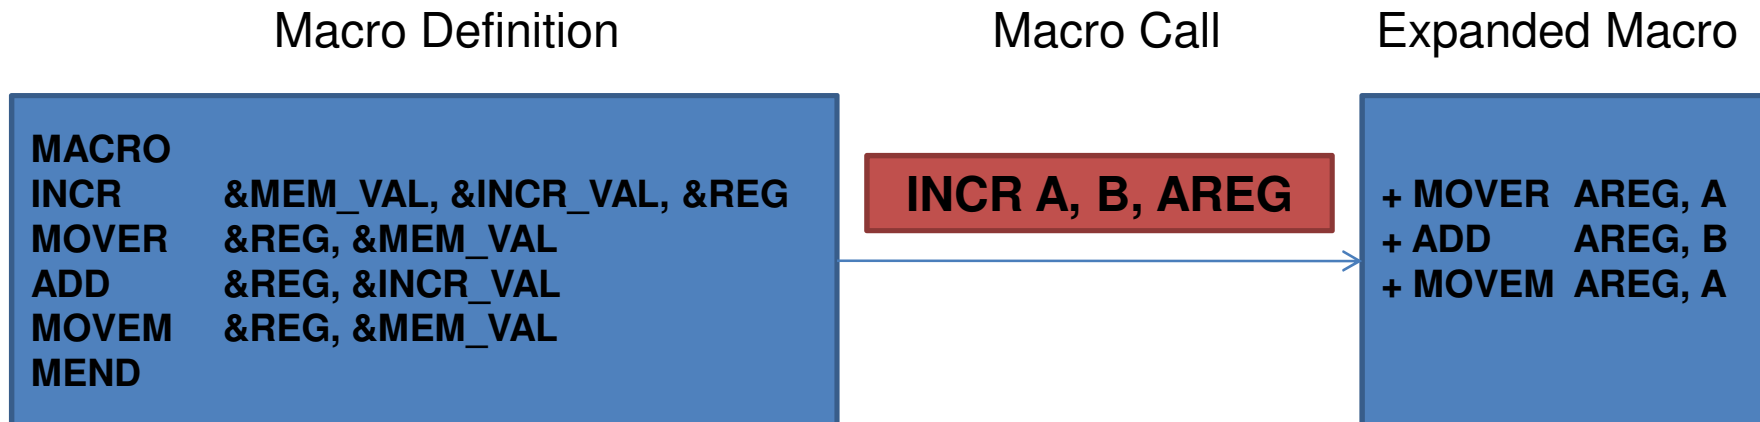 Macro Definition
Macro Call
Expanded Macro
MACRO
INCR &MEM_VAL, &INCR_VAL, &REG
MOVER &REG, &MEM_VAL
ADD &REG, &INCR_VAL
MOVEM &REG, &MEM_VAL
MEND
INCR A, B, AREG
+ MOVER AREG, A
+ ADD AREG, B
+ MOVEM AREG, A